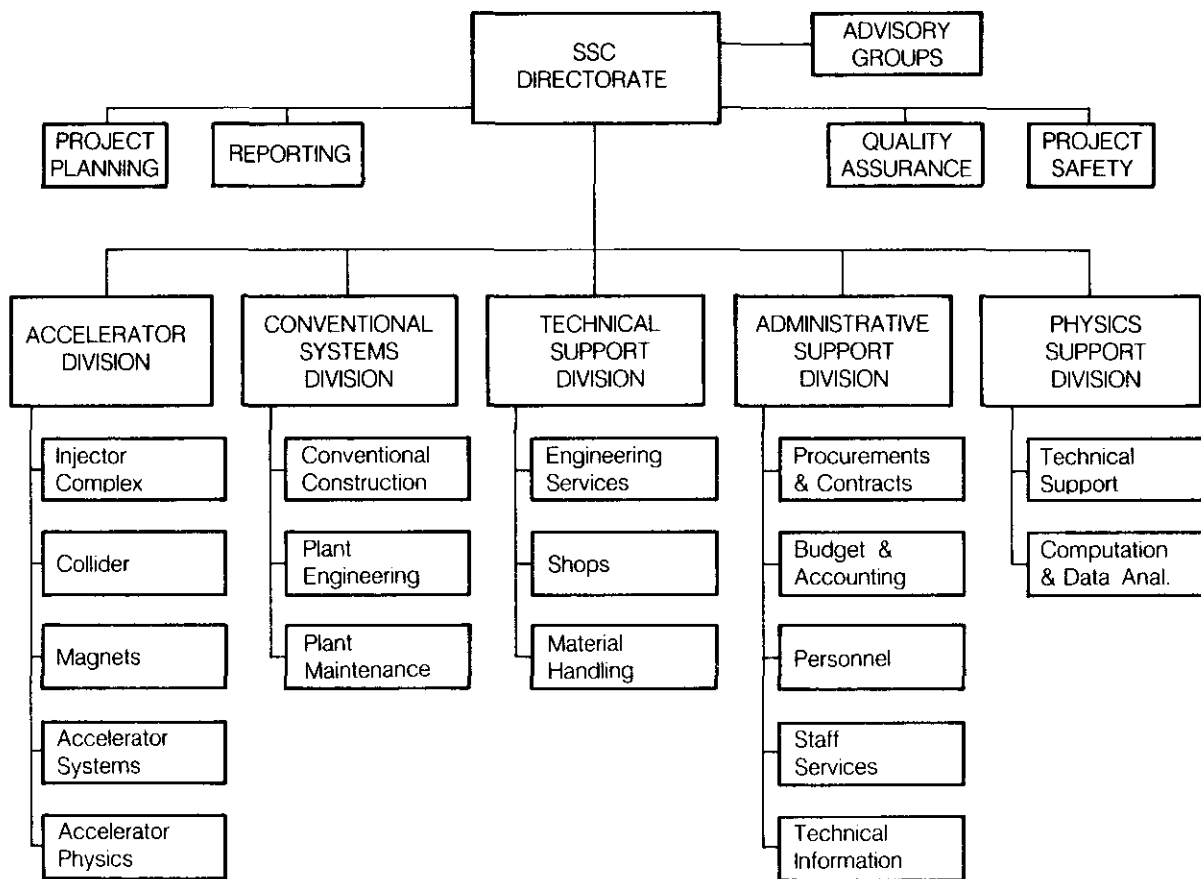 SSC
DIRECTORATE
ADVISORY
GROUPS
PROJECT
PLANNING
REPORTING
QUALITY
ASSURANCE
PROJECT
SAFETY
ACCELERATOR
DIVISION
CONVENTIONAL
SYSTEMS
DIVISION
TECHNICAL
SUPPORT
DIVISION
ADMINISTRATIVE
SUPPORT
DIVISION
PHYSICS
SUPPORT
DIVISION
Injector
Complex
Collider
Magnets
Accelerator
Systems
Accelerator
Physics
Conventional
Construction
Plant
Engineering
Plant
Maintenance
Engineering
Services
Shops
Material
Handling
Procurements
& Contracts
Budget &
Accounting
Personnel
Staff
Services
Technical
Information
Technical
Support
Computation
& Data Anal.